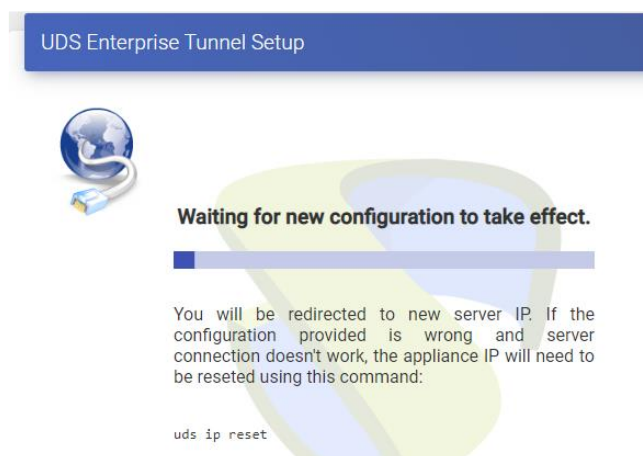 UDS Enterprise Tunnel Setup
Waiting for new configuration to take effect.
You will be redirected to new server IP. If the
configuration provided is wrong and server
connection doesn't work, the appliance IP will need to
be reseted using this command:
uds ip reset